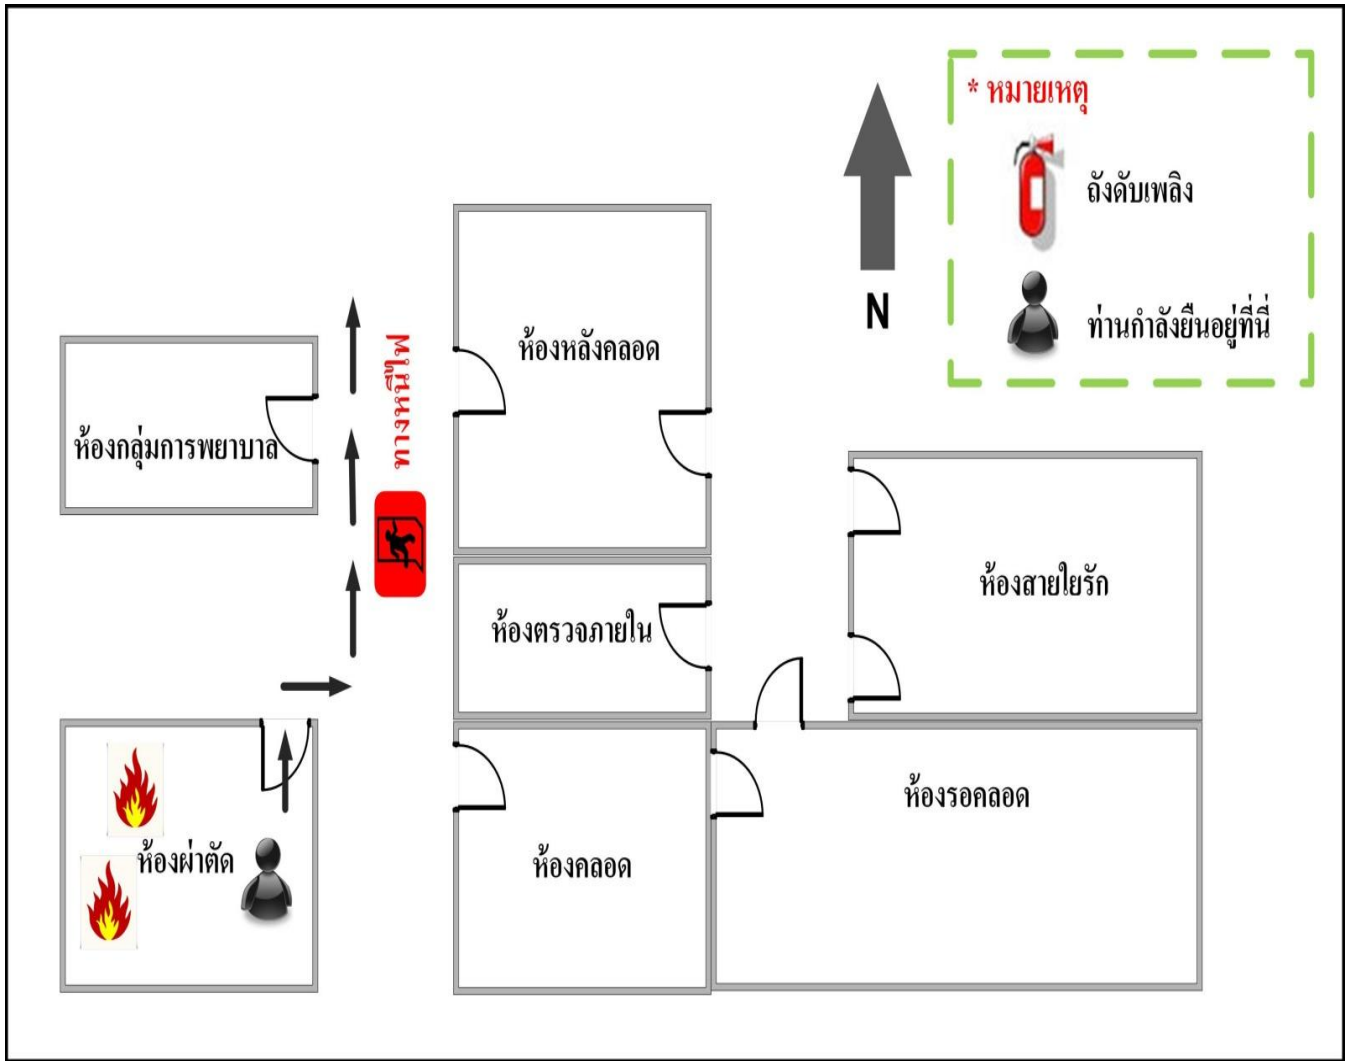 * หมายเหตุ
ถังดับเพลิง
ท่านกำลังยืนอยู่ที่นี่
N
ทางหนีไฟ
ห้องหลังคลอด
ห้องกลุ่มการพยาบาล
ห้องสายใยรัก
ห้องตรวจภายใน
ห้องรอคลอด
ห้องผ่าตัด
ห้องคลอด